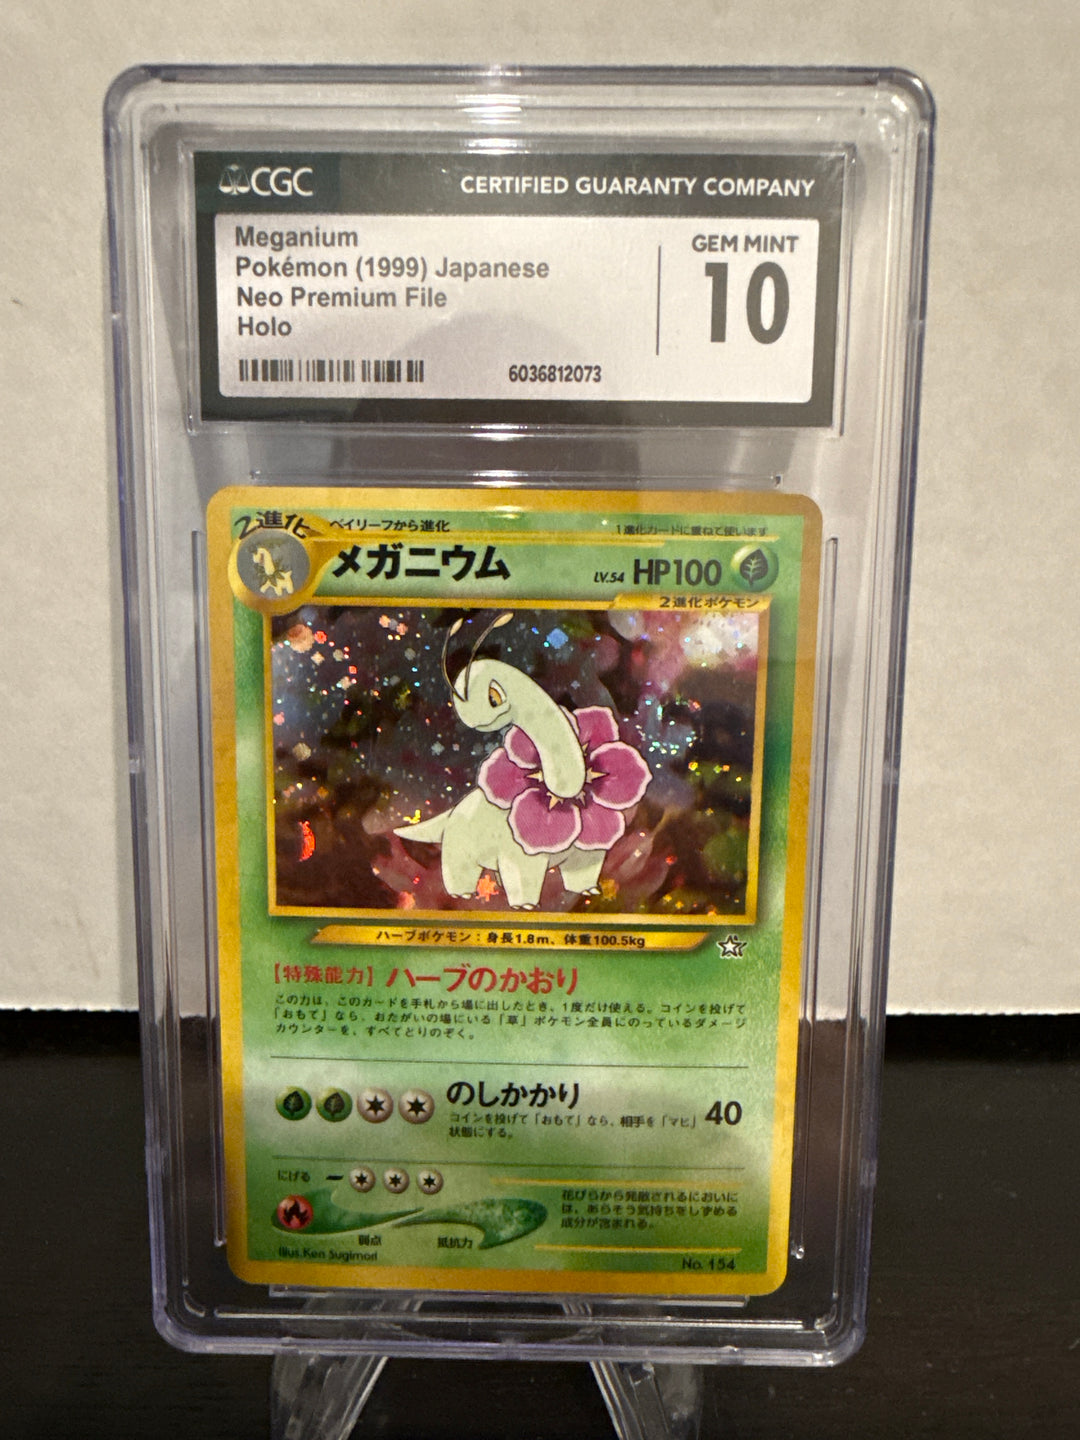 CGC CERTIFIED GUARANTY COMPANY
Meganium
Pokémon (1999) Japanese
Neo Premium File
Holo
GEM MINT
10
6036812073
2進化
ベイリーフから進化
1進化カードに重ねて使います
メガニウム
LV.54 HP100
2進化ポケモン
ハーブポケモン:身長1.8m、体重100.5kg
【特殊能力】ハーブのかおり
この力は、このカードを手札から場に出したとき、1度だけ使える。コインを投げて
「おもて」なら、おたがいの場にいる「草」ポケモン全員にのっているダメージ
カウンターを、すべてとりのぞく。
のしかかり
コインを投げて「おもて」なら、相手を「マヒ」
状態にする。
40
にげる
弱点
抵抗力
花びらから発散されるにおいに
は、あらそう気持ちをしずめる
成分が含まれる。
Illus.Ken Sugimori
No. 154